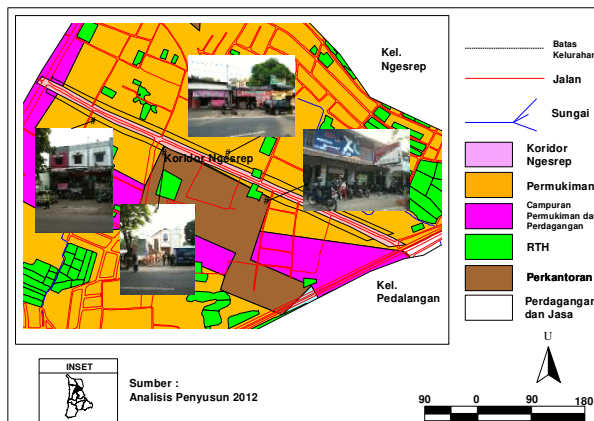 Kel.
Ngesrep
Koridor Ngesrep
Kel.
Pedalangan
Batas
Kelurahan
Jalan
Sungai
Koridor
Ngesrep
Permukiman
Campuran
Permukiman dan
Perdagangan
RTH
Perkantoran
Perdagangan
dan Jasa
U
INSET
Sumber :
Analisis Penyusun 2012
90 0 90 180